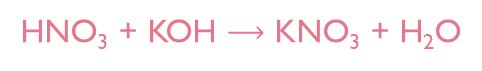 HNO₃ + KOH → KNO₃ + H₂O